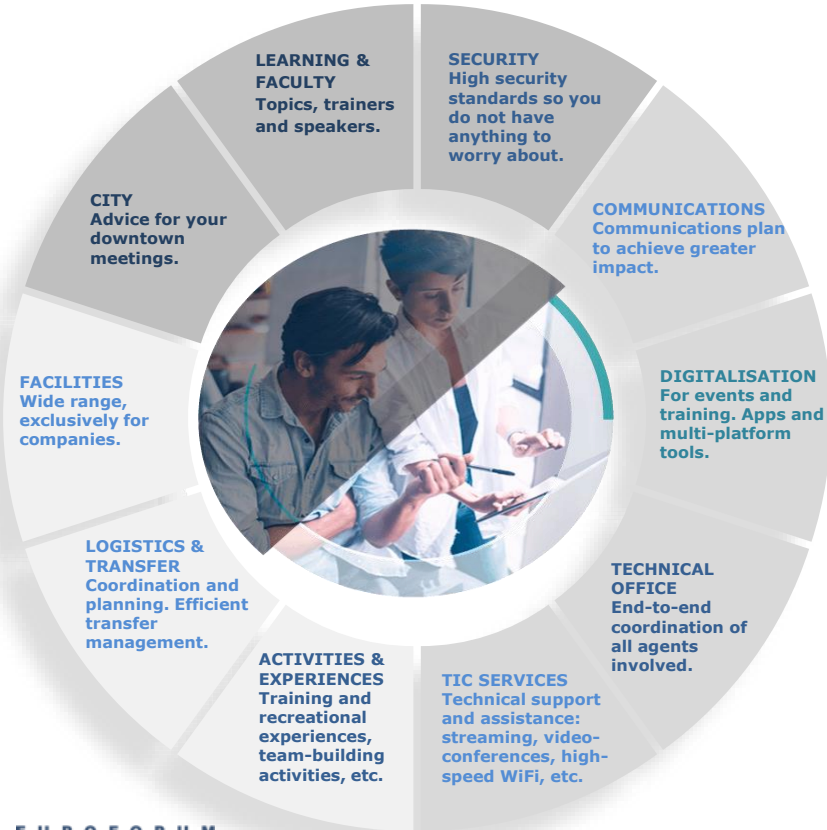 LEARNING &
FACULTY
Topics, trainers
and speakers.
SECURITY
High security
standards so you
do not have
anything to
worry about.
COMMUNICATIONS
Communications plan
to achieve greater
impact.
DIGITALISATION
For events and
training. Apps and
multi-platform
tools.
TECHNICAL
OFFICE
End-to-end
coordination of
all agents
involved.
TIC SERVICES
Technical support
and assistance:
streaming, video-
conferences, high-
speed WiFi, etc.
ACTIVITIES &
EXPERIENCES
Training and
recreational
experiences,
team-building
activities, etc.
LOGISTICS &
TRANSFER
Coordination and
planning. Efficient
transfer
management.
FACILITIES
Wide range,
exclusively for
companies.
CITY
Advice for your
downtown
meetings.
EUROFORUM